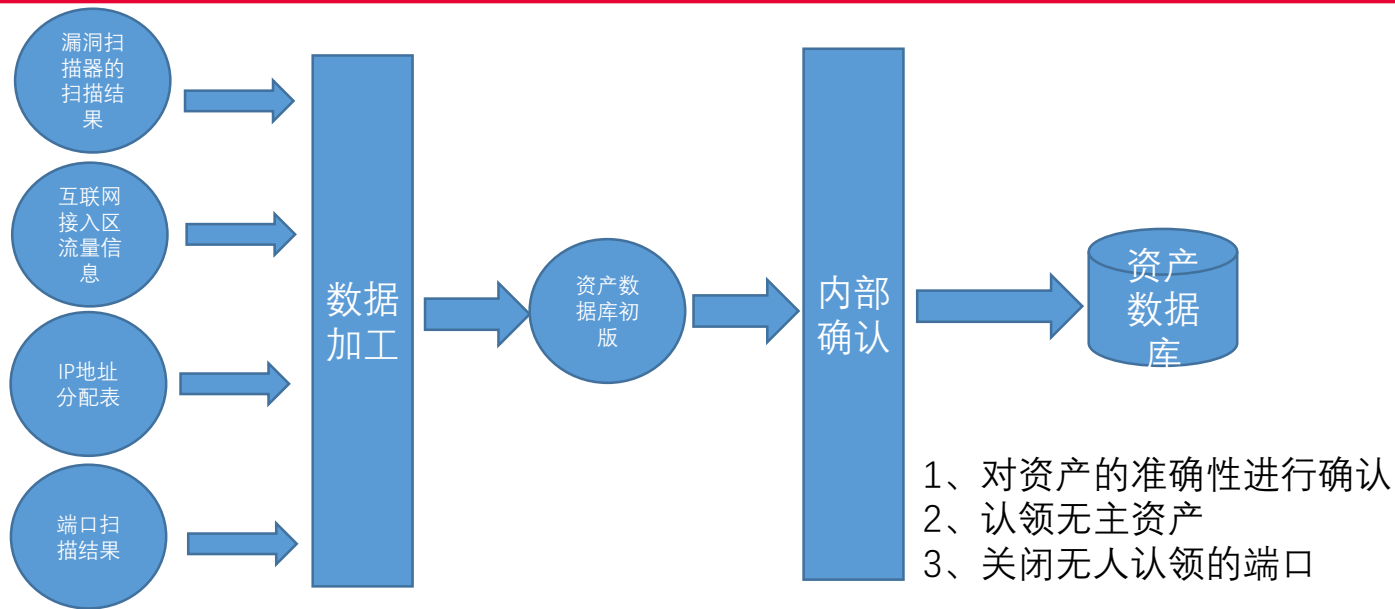 漏洞扫
描器的
扫描结
果
互联网
接入区
流量信
息
IP地址
分配表
端口扫
描结果
数据
加工
资产数
据库初
版
内部
确认
资产
数据
库
1、对资产的准确性进行确认
2、认领无主资产
3、关闭无人认领的端口